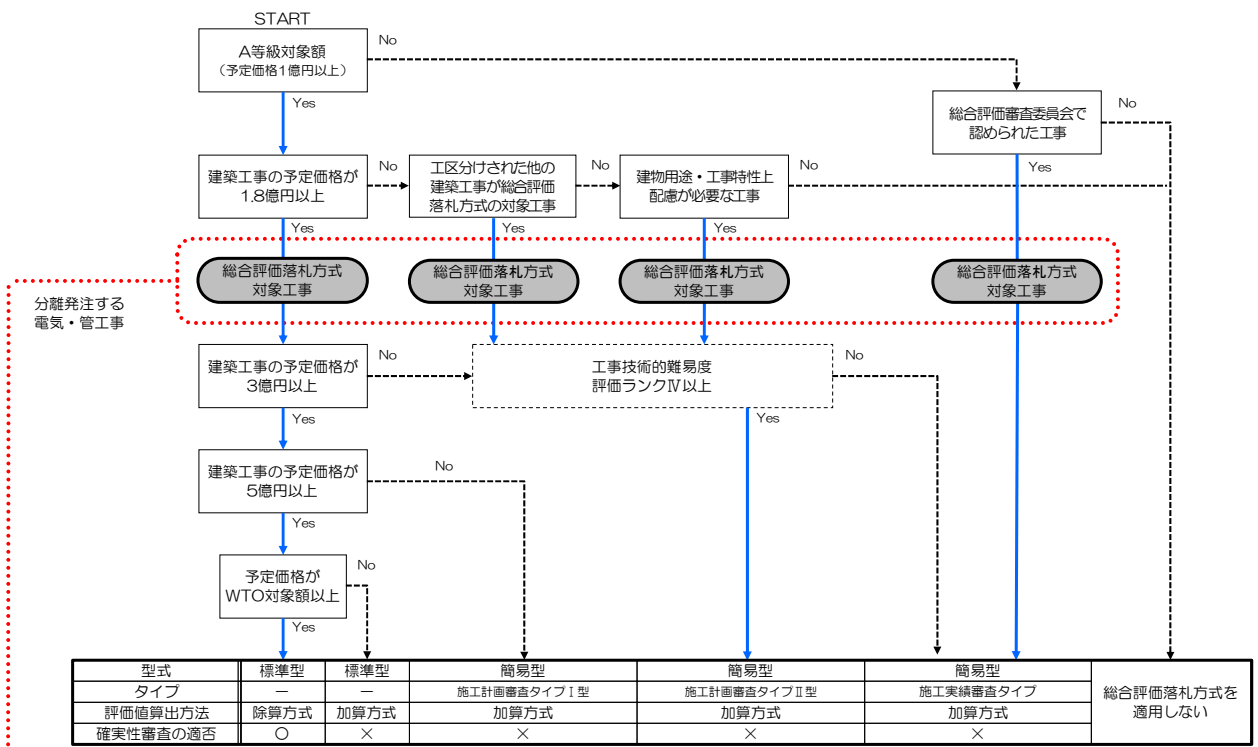 START
A等級対象額
（予定価格１億円以上）
No
Yes
総合評価審査委員会で
認められた工事
No
Yes
建築工事の予定価格が
1.8億円以上
No
Yes
工区分けされた他の
建築工事が総合評価
落札方式の対象工事
No
Yes
建物用途・工事特性上
配慮が必要な工事
No
Yes
総合評価落札方式
対象工事
総合評価落札方式
対象工事
総合評価落札方式
対象工事
総合評価落札方式
対象工事
分離発注する
電気・管工事
建築工事の予定価格が
3億円以上
No
Yes
工事技術的難易度
評価ランクⅣ以上
No
Yes
建築工事の予定価格が
5億円以上
No
Yes
予定価格が
WTO対象額以上
No
Yes
型式 標準型 標準型 簡易型 簡易型 簡易型
タイプ － － 施工計画審査タイプⅠ型 施工計画審査タイプⅡ型 施工実績審査タイプ
評価値算出方法 除算方式 加算方式 加算方式 加算方式 加算方式
確実性審査の適否 ○ × × × ×
総合評価落札方式を
適用しない